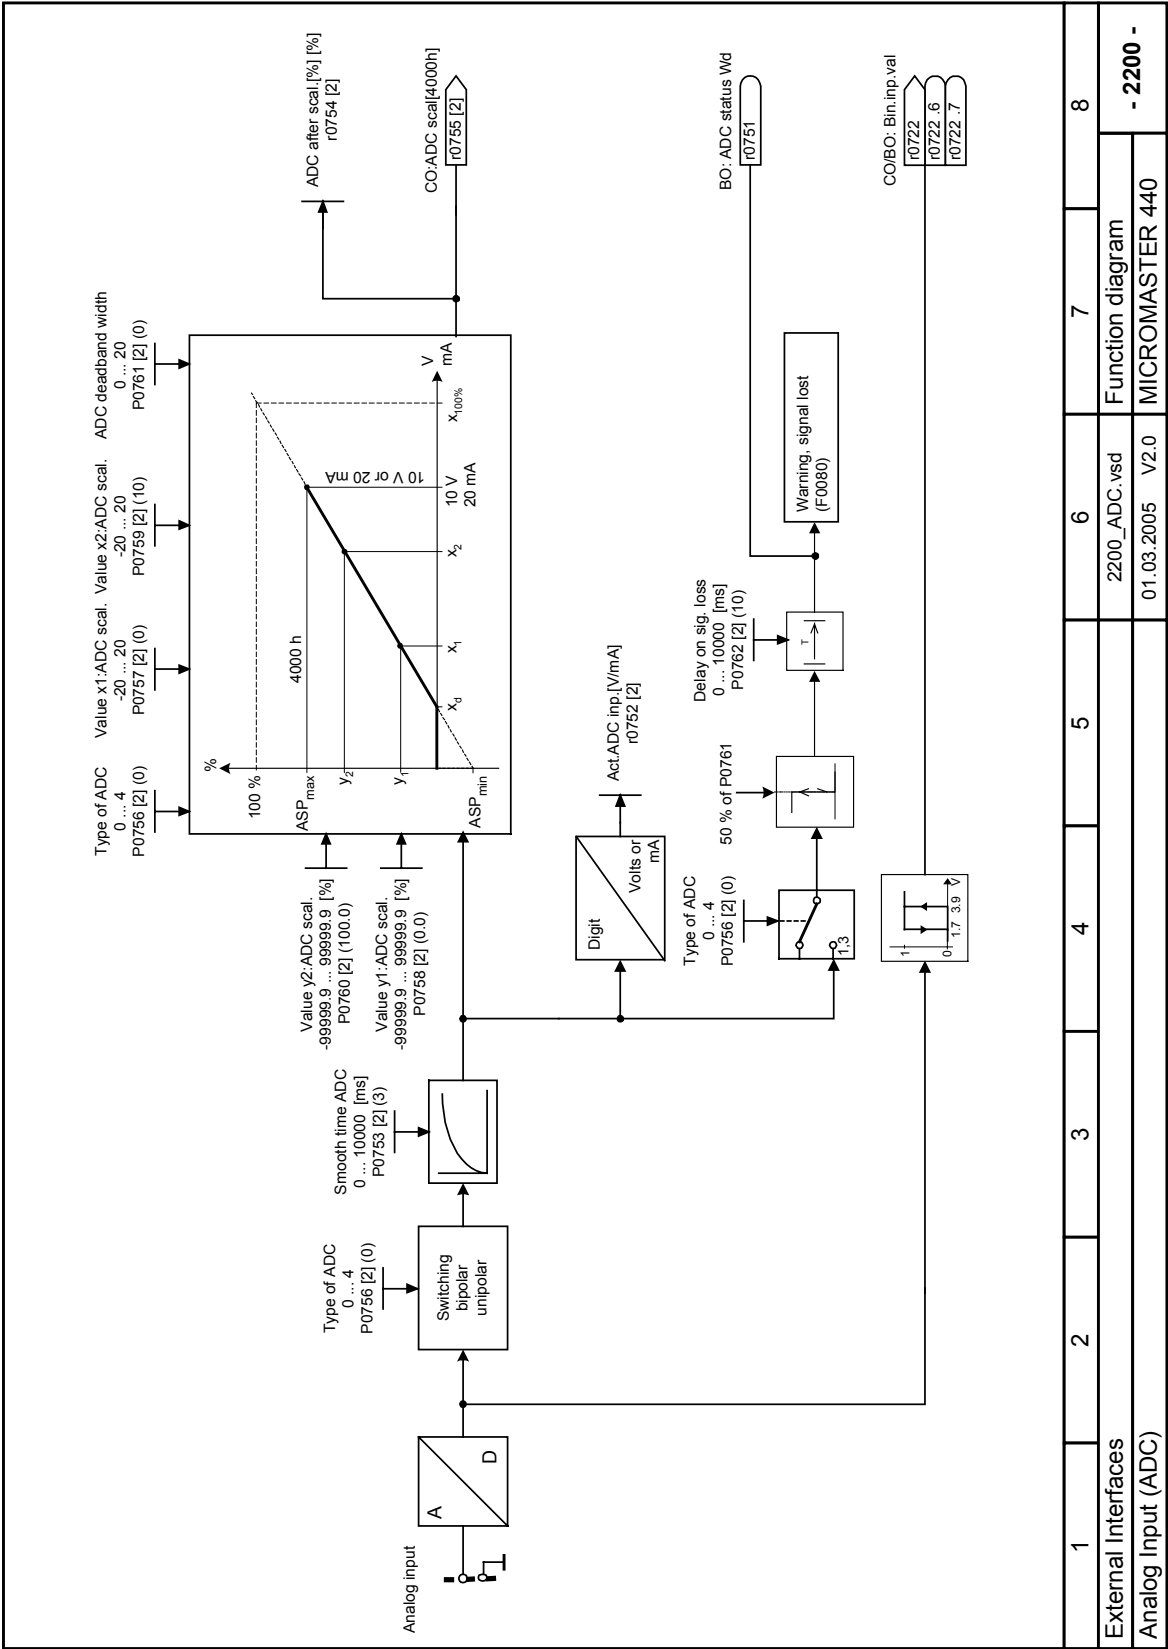 Type of ADC
0 ... 4
P0756 [2] (0)
Value x1:ADC scal.
-20 ... 20
P0757 [2] (0)
Value x2:ADC scal.
-20 ... 20
P0759 [2] (10)
ADC deadband width
0 ... 20
P0761 [2] (0)
Value y2:ADC scal.
-99999.9 ... 99999.9 [%]
P0760 [2] (100.0)
Value y1:ADC scal.
-99999.9 ... 99999.9 [%]
P0758 [2] (0.0)
%
100 %
ASPmax
y2
y1
ASPmin
4000 h
10 V or 20 mA
xd
x1
x2
10 V
20 mA
x100%
V
mA
ADC after scal.[%] [%]
r0754 [2]
CO:ADC scal[4000h]
r0755 [2]
Analog input
A
D
Type of ADC
0 ... 4
P0756 [2] (0)
Switching
bipolar
unipolar
Smooth time ADC
0 ... 10000 [ms]
P0753 [2] (3)
Digit
Volts or
mA
Act.ADC inp.[V/mA]
r0752 [2]
Type of ADC
0 ... 4
P0756 [2] (0)
1,3
50 % of P0761
Delay on sig. loss
0 ... 10000 [ms]
P0762 [2] (10)
T
Warning, signal lost
(F0080)
BO: ADC status Wd
r0751
1
0
1.7 3.9 V
CO/BO: Bin.inp.val
r0722
r0722 .6
r0722 .7
1 2 3 4 5 6 7 8
External Interfaces
2200_ADC.vsd
Function diagram
- 2200 -
Analog Input (ADC)
01.03.2005 V2.0
MICROMASTER 440